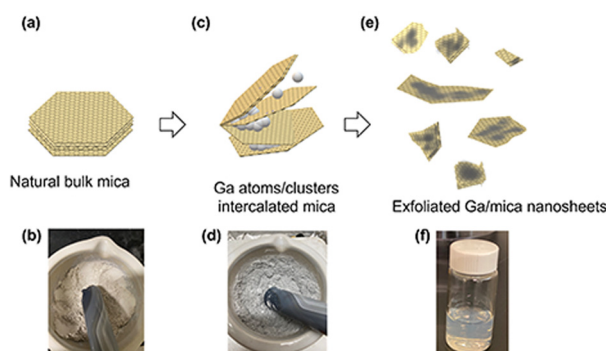 (a)
(c)
(e)
Natural bulk mica
Ga atoms/clusters
intercalated mica
Exfoliated Ga/mica nanosheets
(b)
(d)
(f)